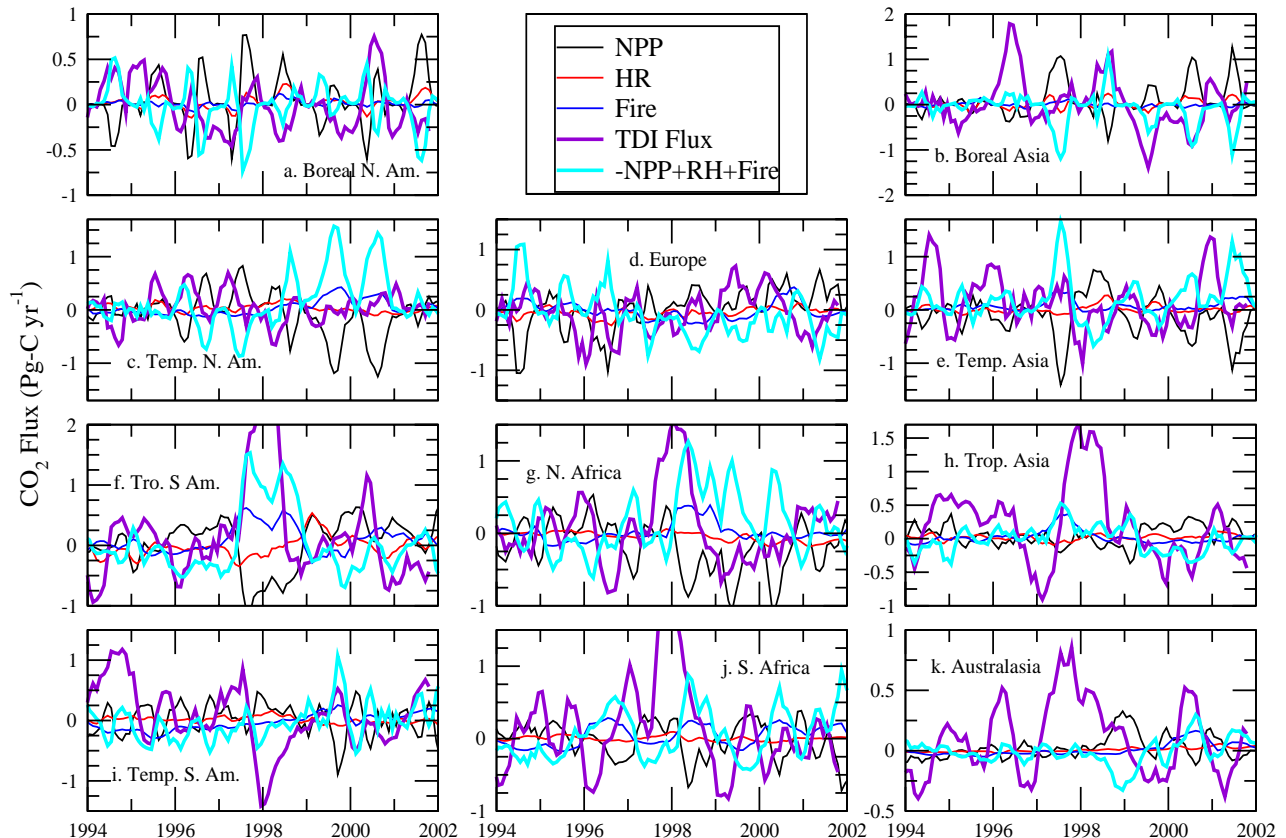 1
0.5
0
-0.5
-1
a. Boreal N. Am.
NPP
HR
Fire
TDI Flux
-NPP+RH+Fire
2
1
0
-1
-2
b. Boreal Asia
CO2 Flux (Pg-C yr-1)
1
0
-1
c. Temp. N. Am.
1994 1996 1998 2000 2002
1
0
-1
d. Europe
1
0
-1
e. Temp. Asia
2
1
0
-1
f. Tro. S Am.
1
0
-1
g. N. Africa
1.5
1
0.5
0
-0.5
-1
h. Trop. Asia
1
0
-1
i. Temp. S. Am.
1994 1996 1998 2000 2002
1
0
-1
j. S. Africa
1994 1996 1998 2000 2002
1
0.5
0
-0.5
k. Australasia
1994 1996 1998 2000 2002